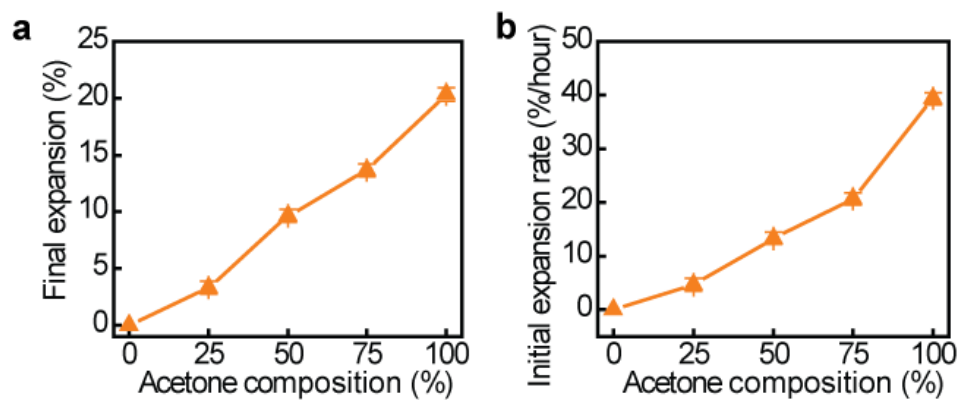 a
Final expansion (%)
25
20
15
10
5
0
0 25 50 75 100
Acetone composition (%)
b
Initial expansion rate (%/hour)
50
40
30
20
10
0
0 25 50 75 100
Acetone composition (%)